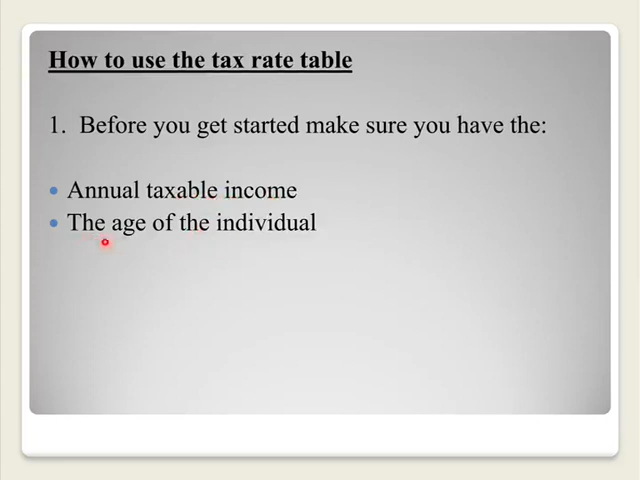 How to use the tax rate table
1. Before you get started make sure you have the:
Annual taxable income
The age of the individual